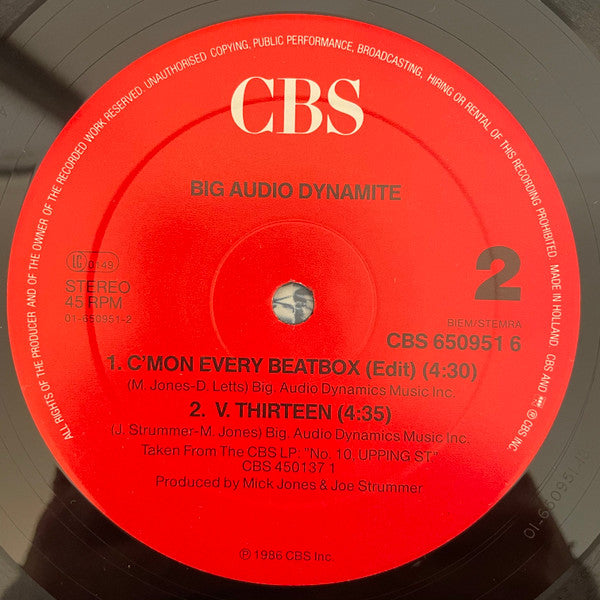 ALL RIGHTS OF THE PRODUCER AND OF THE OWNER OF THE RECORDED WORK RESERVED. UNAUTHORISED COPYING, PUBLIC PERFORMANCE, BROADCASTING, HIRING OR RENTAL OF THIS RECORDING PROHIBITED. MADE IN HOLLAND. CBS AND ℗ © CBS INC
CBS
BIG AUDIO DYNAMITE
LC 0149
STEREO
45 RPM
01-650951-2
2
BIEM/STEMRA
CBS 650951 6
1. C'MON EVERY BEATBOX (Edit) (4:30)
(M. Jones-D. Letts) Big. Audio Dynamics Music Inc.
2. V. THIRTEEN (4:35)
(J. Strummer-M. Jones) Big. Audio Dynamics Music Inc.
Taken From The CBS LP. "No. 10, UPPING ST."
CBS 450137 1
Produced by Mick Jones & Joe Strummer
℗ 1986 CBS Inc.